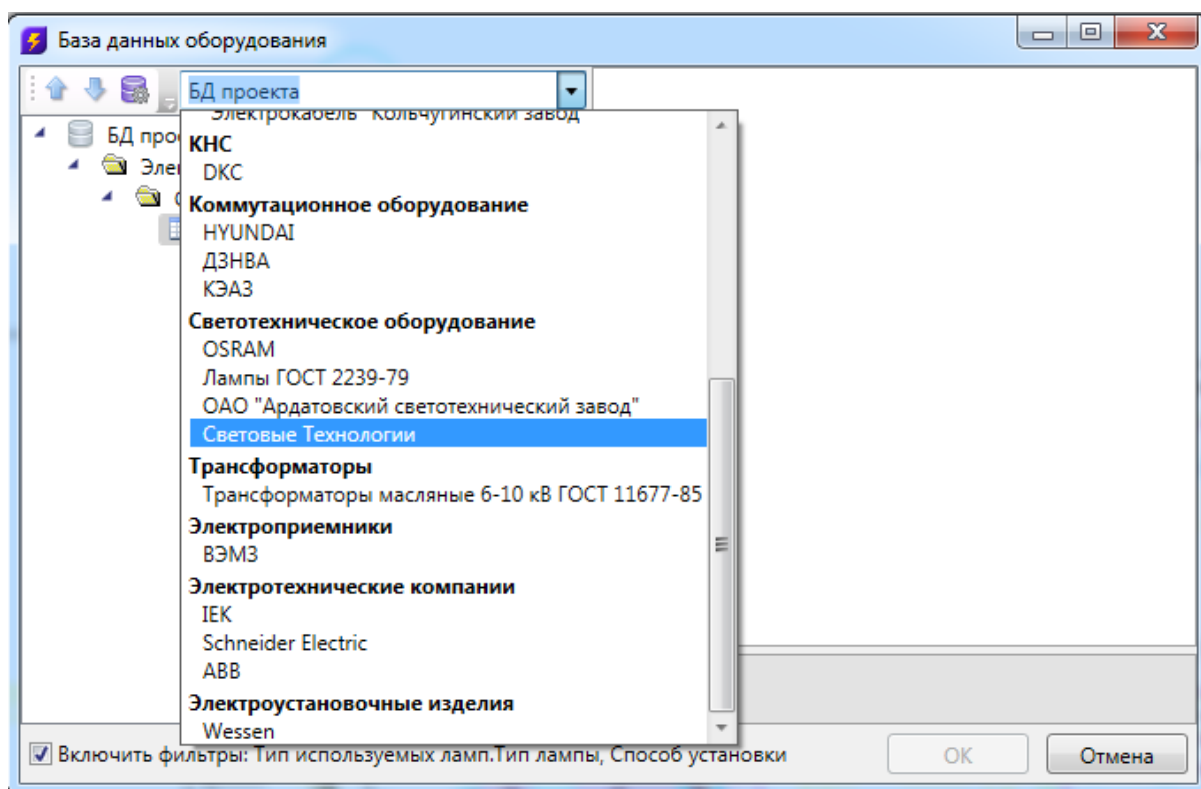 База данных оборудования
БД проекта
"Электрокабель" Кольчугинский завод"
БД про
Эле
КНС
DKC
Коммутационное оборудование
HYUNDAI
ДЗНВА
КЭАЗ
Светотехническое оборудование
OSRAM
Лампы ГОСТ 2239-79
ОАО "Ардатовский светотехнический завод"
Световые Технологии
Трансформаторы
Трансформаторы масляные 6-10 кВ ГОСТ 11677-85
Электроприемники
ВЭМЗ
Электротехнические компании
IEK
Schneider Electric
ABB
Электроустановочные изделия
Wessen
Включить фильтры: Тип используемых ламп.Тип лампы, Способ установки
OK
Отмена